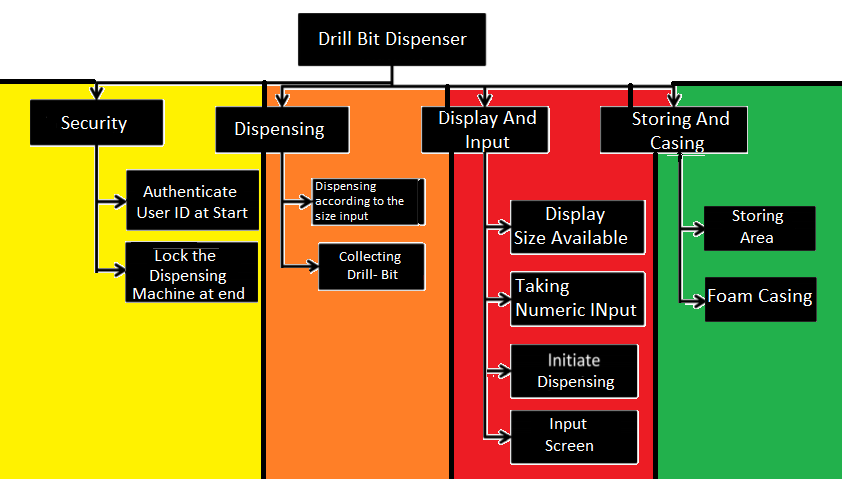 Drill Bit Dispenser
Security
Authenticate
User ID at Start
Lock the
Dispensing
Machine at end
Dispensing
Dispensing
according to the
size input
Collecting
Drill- Bit
Display And
Input
Display
Size Available
Taking
Numeric INput
Initiate
Dispensing
Input
Screen
Storing And
Casing
Storing
Area
Foam Casing